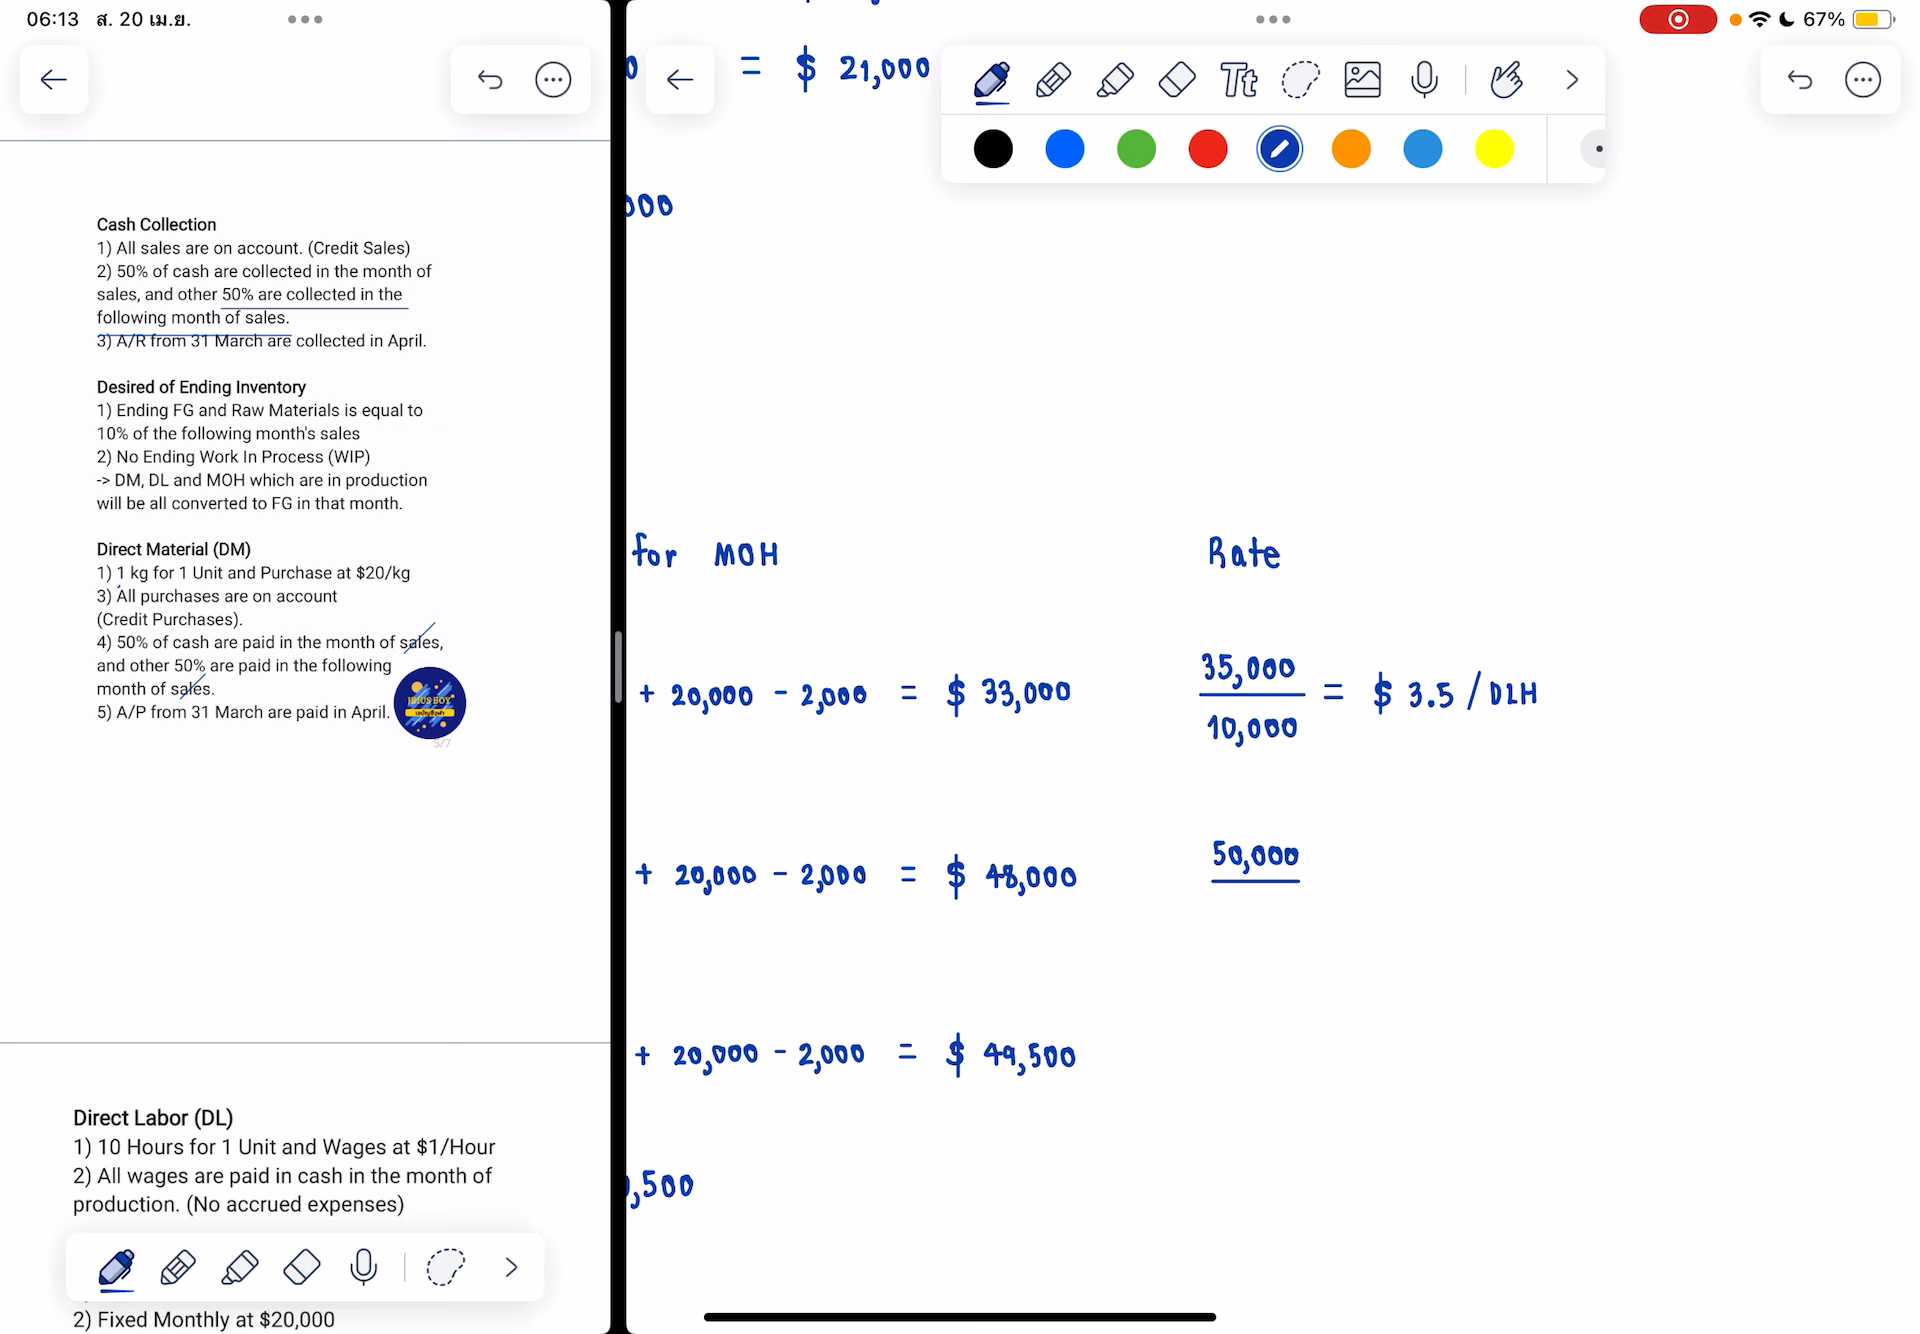 06:13 ส. 20 เม.ย.
67%
Cash Collection
1) All sales are on account. (Credit Sales)
2) 50% of cash are collected in the month of
sales, and other 50% are collected in the
following month of sales.
3) A/R from 31 March are collected in April.
Desired of Ending Inventory
1) Ending FG and Raw Materials is equal to
10% of the following month's sales
2) No Ending Work In Process (WIP)
-> DM, DL and MOH which are in production
will be all converted to FG in that month.
Direct Material (DM)
1) 1 kg for 1 Unit and Purchase at $20/kg
3) All purchases are on account
(Credit Purchases).
4) 50% of cash are paid in the month of sales,
and other 50% are paid in the following
month of sales.
5) A/P from 31 March are paid in April.
5/7
Direct Labor (DL)
1) 10 Hours for 1 Unit and Wages at $1/Hour
2) All wages are paid in cash in the month of
production. (No accrued expenses)
2) Fixed Monthly at $20,000
0 = $ 21,000
Tt
000
for MOH Rate
+ 20,000 - 2,000 = $ 33,000
35,000
10,000
= $ 3.5 / DLH
+ 20,000 - 2,000 = $ 48,000
50,000
+ 20,000 - 2,000 = $ 49,500
,500